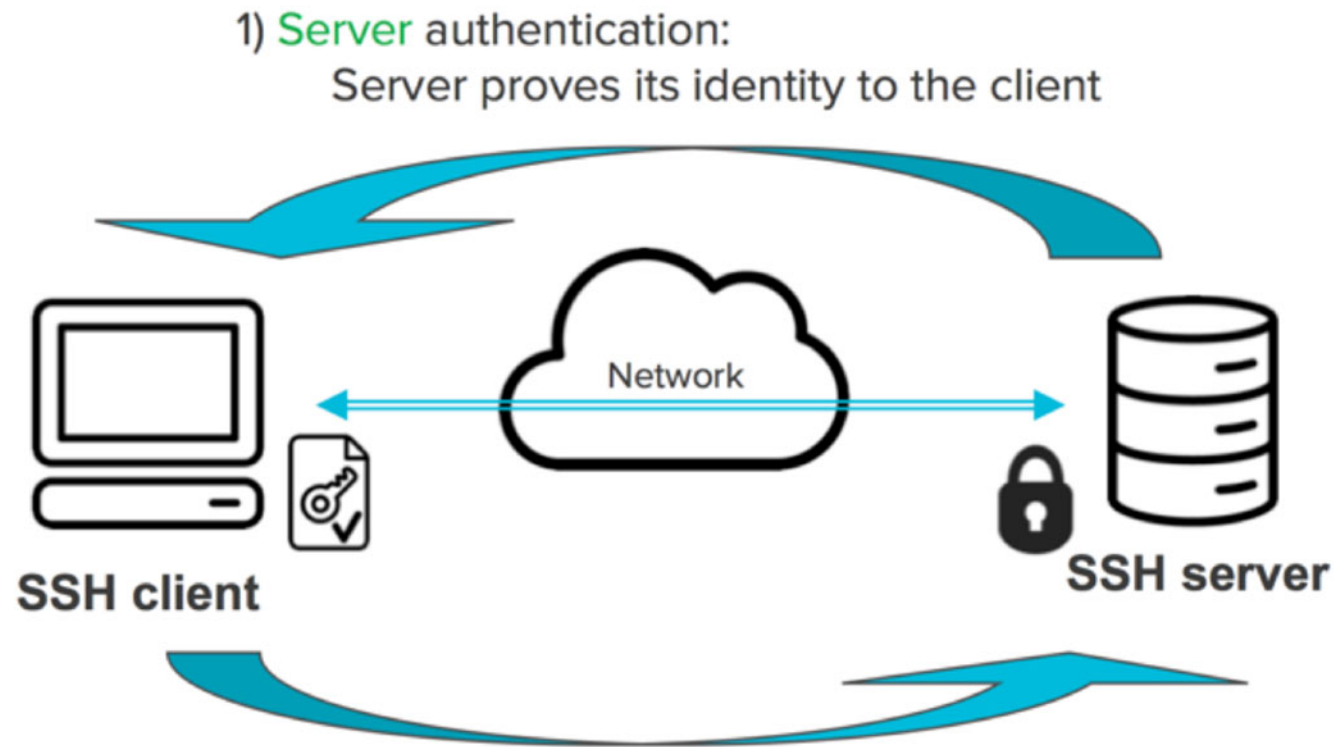 1) Server authentication:
Server proves its identity to the client
Network
SSH client
SSH server